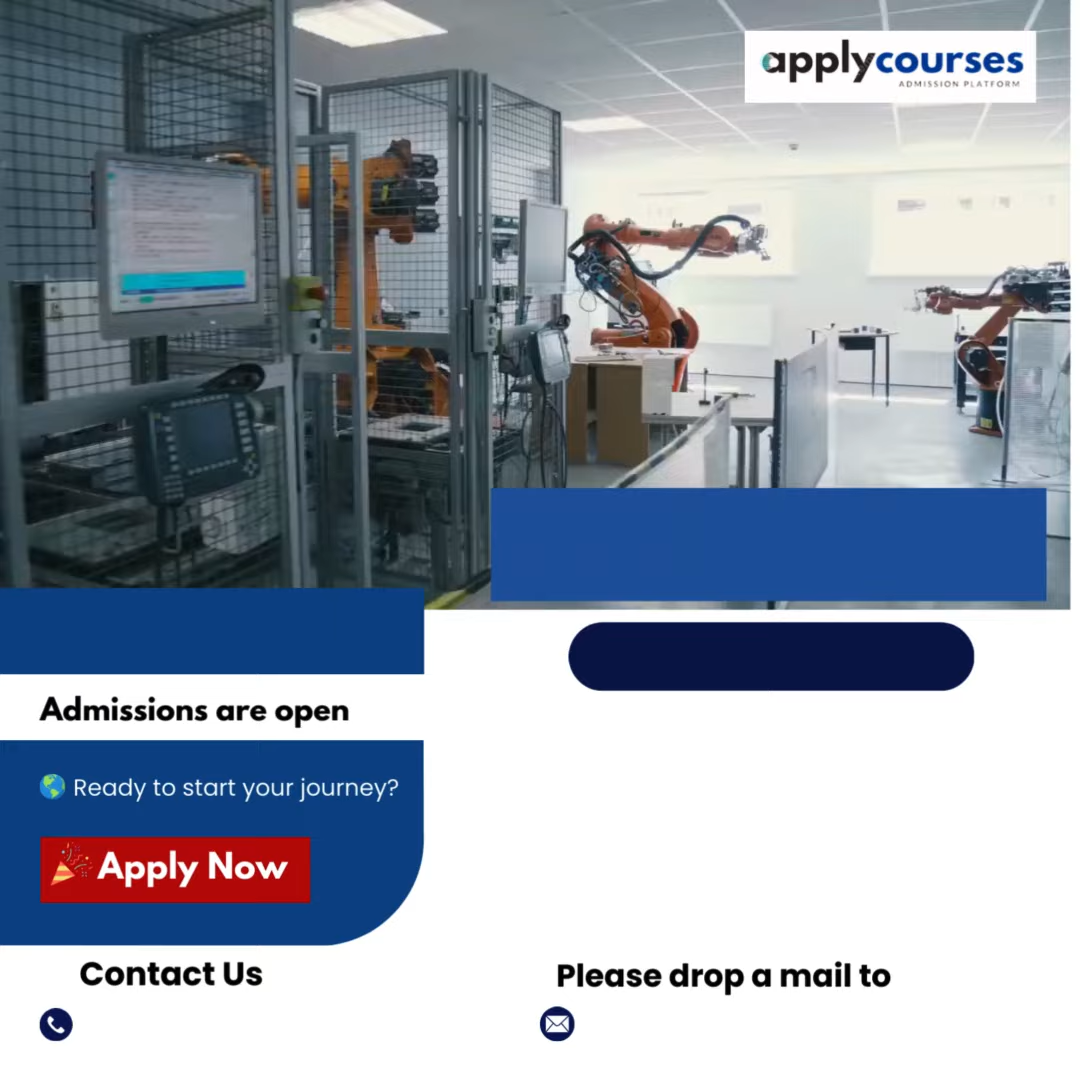 applycourses
ADMISSION PLATFORM
Admissions are open
🌎 Ready to start your journey?
🎉 Apply Now
Contact Us
Please drop a mail to